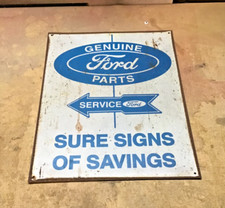 GENUINE
Ford
PARTS
SERVICE Ford
SURE SIGNS
OF SAVINGS